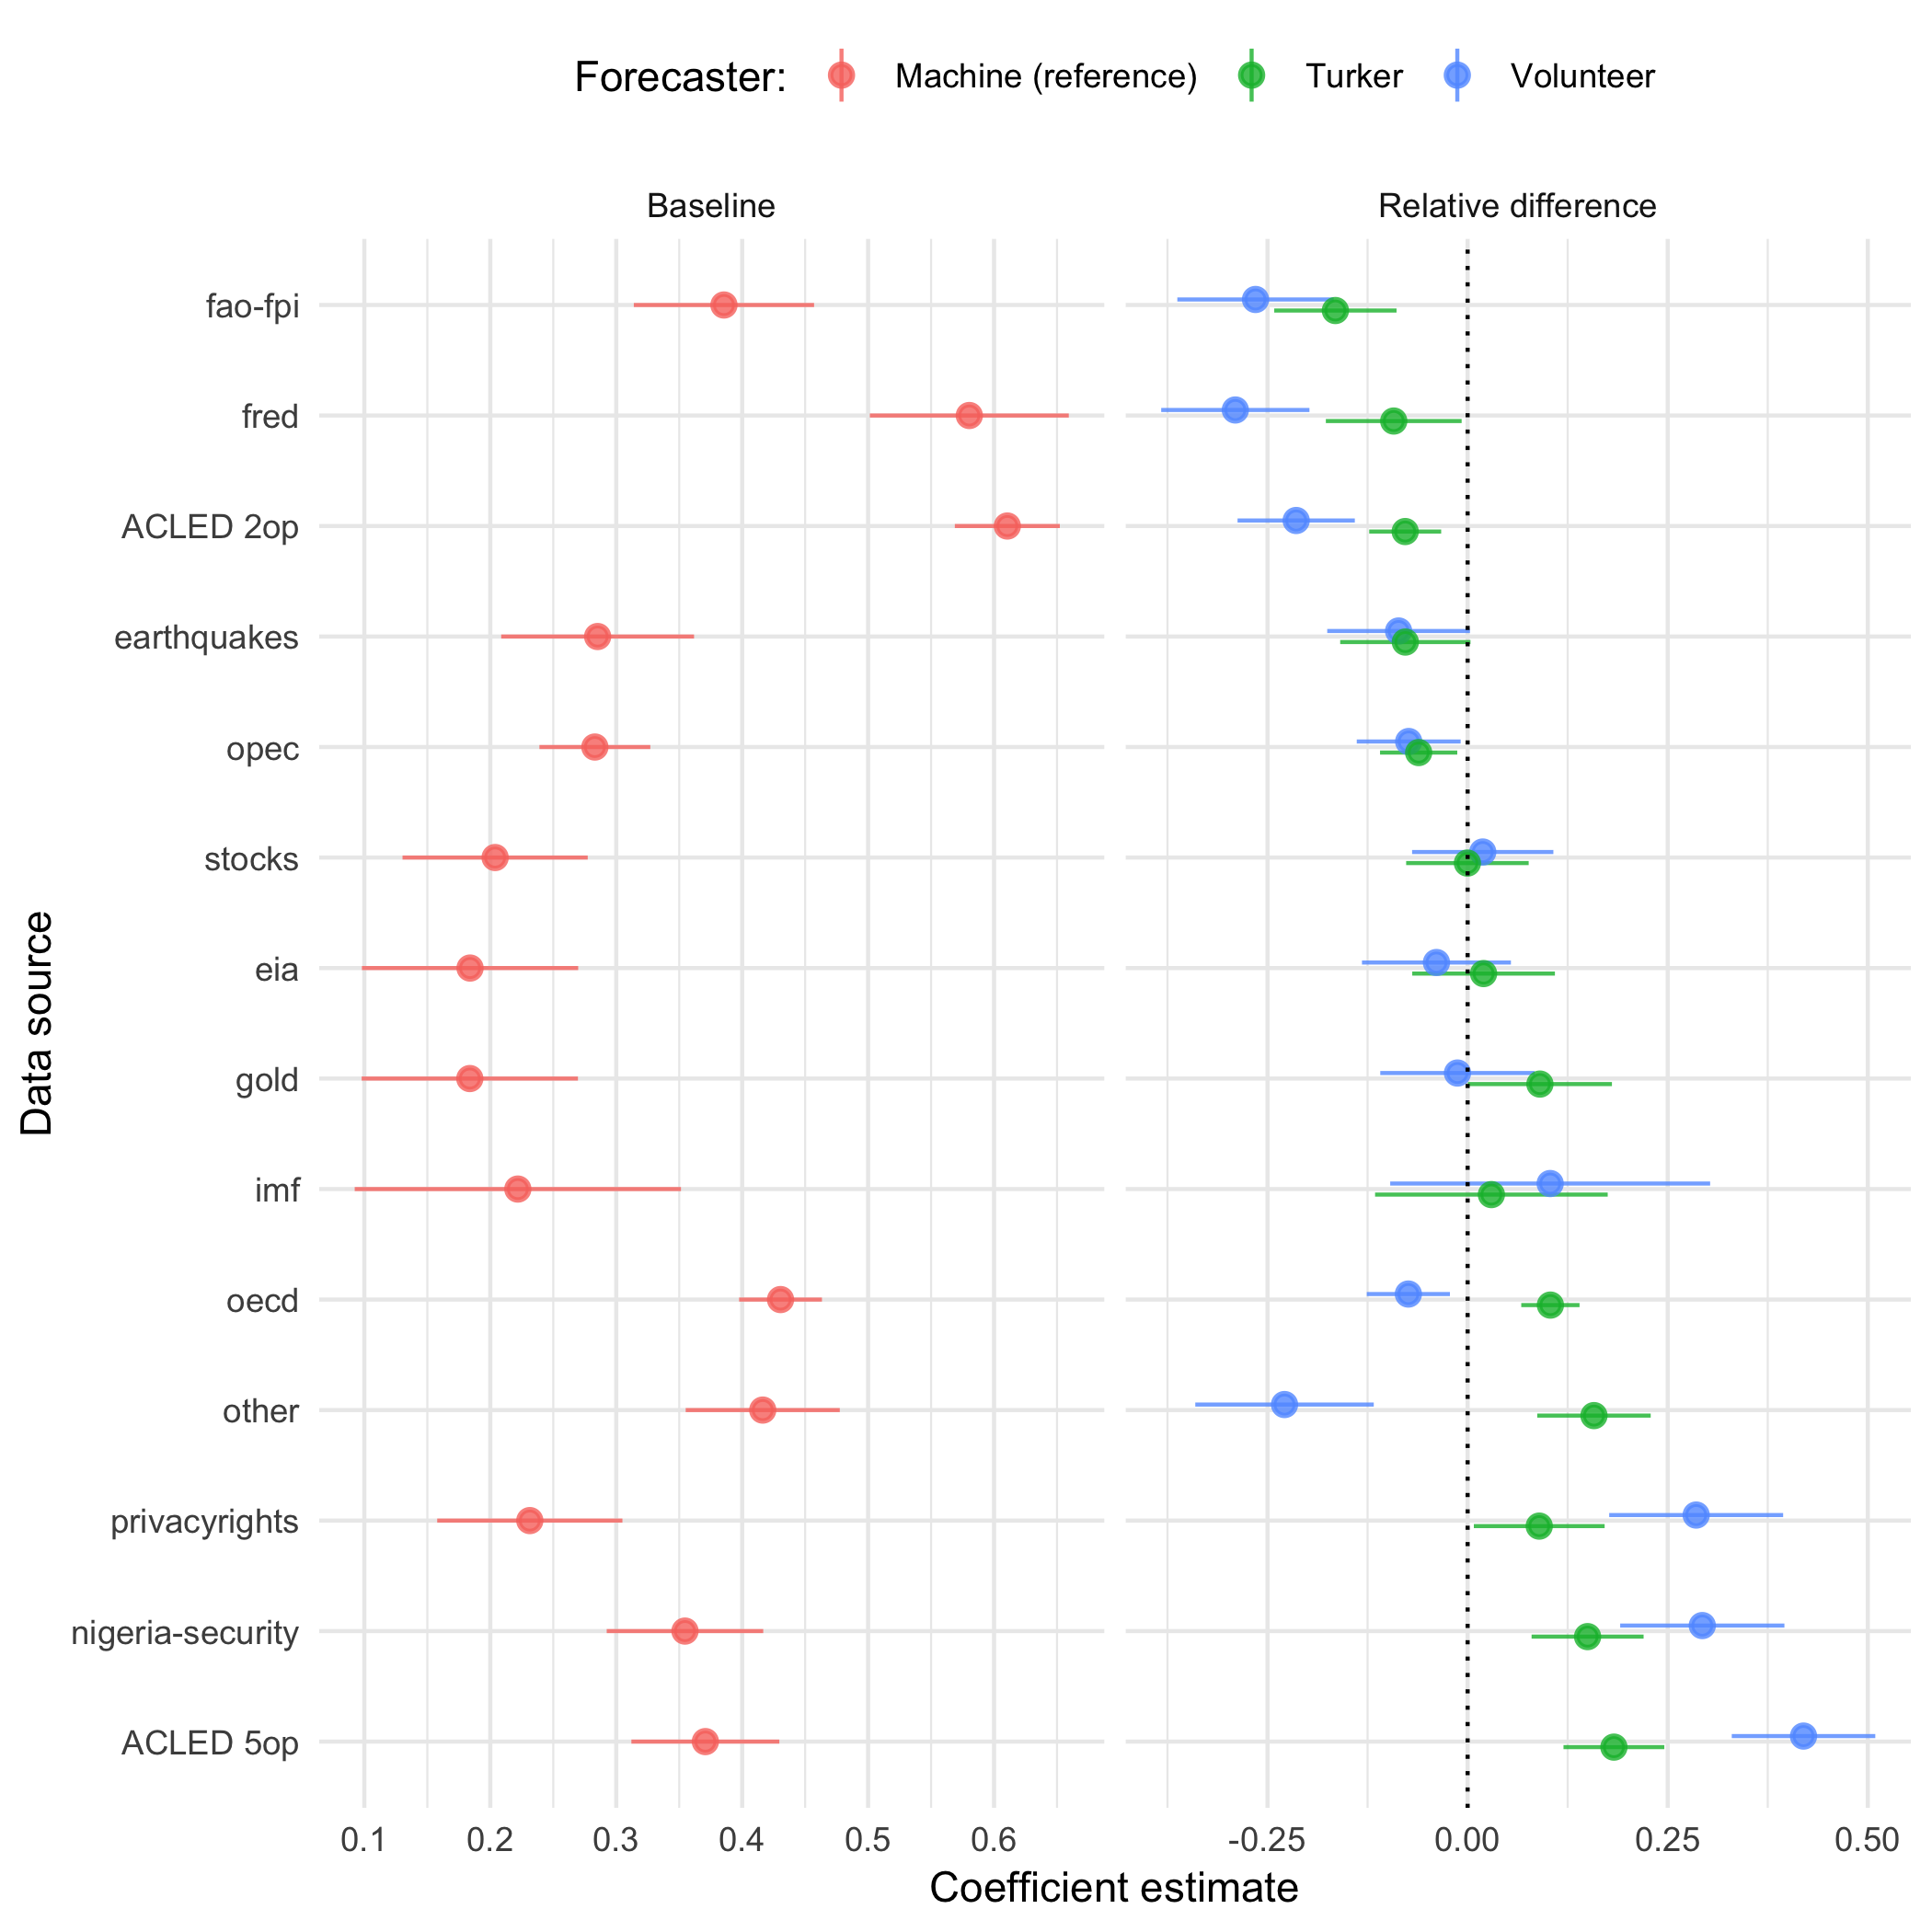 Forecaster: Machine (reference) Turker Volunteer
Baseline Relative difference
fao-fpi
fred
ACLED 2op
earthquakes
opec
stocks
eia
gold
imf
oecd
other
privacyrights
nigeria-security
ACLED 5op
Data source
0.1 0.2 0.3 0.4 0.5 0.6 -0.25 0.00 0.25 0.50
Coefficient estimate